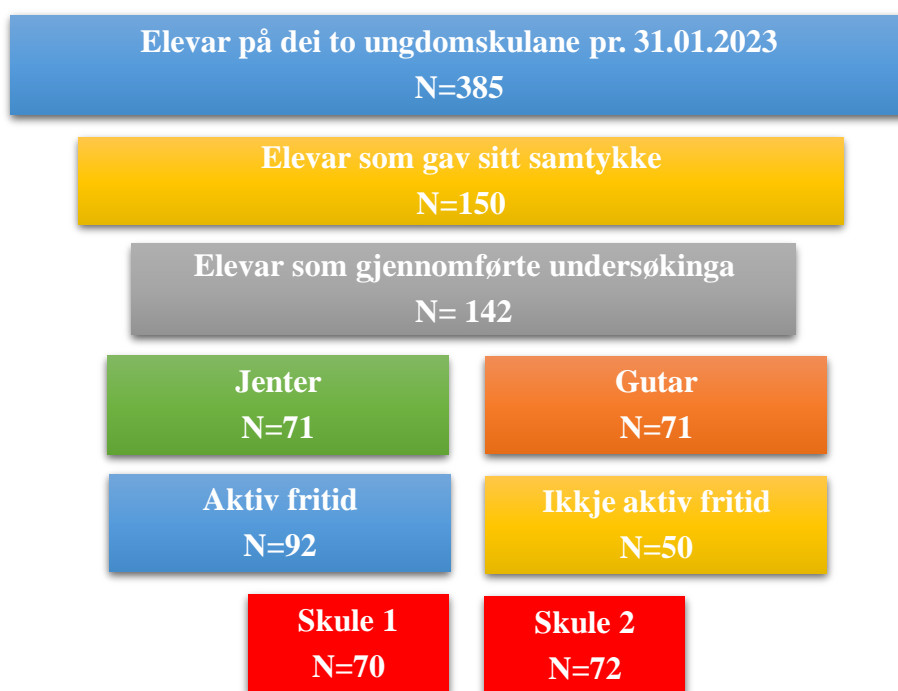 Elevar på dei to ungdomskulane pr. 31.01.2023
N=385
Elevar som gav sitt samtykke
N=150
Elevar som gjennomførte undersøkinga
N= 142
Jenter
N=71
Gutar
N=71
Aktiv fritid
N=92
Ikkje aktiv fritid
N=50
Skule 1
N=70
Skule 2
N=72